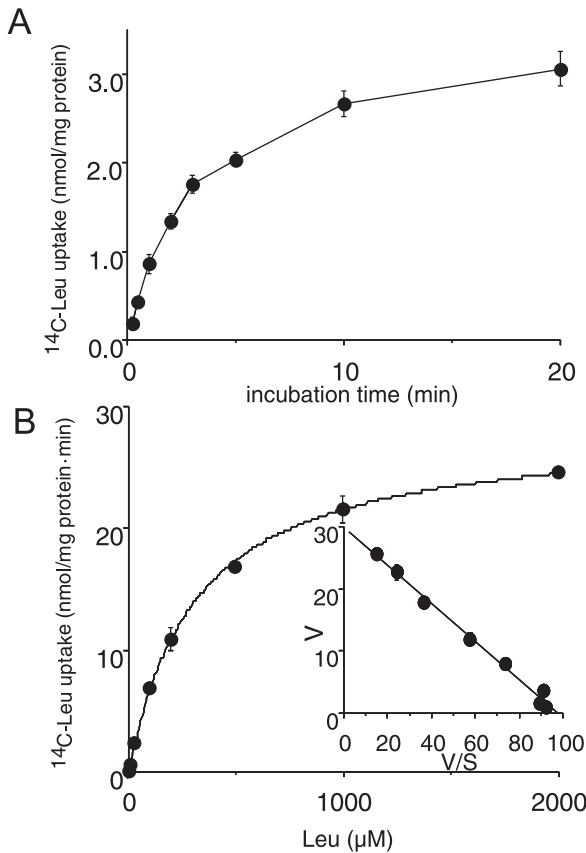 A
14C-Leu uptake (nmol/mg protein)
3.0
2.0
1.0
0.0
0
10
20
incubation time (min)
B
14C-Leu uptake (nmol/mg protein·min)
30
20
10
0
0
1000
2000
Leu (µM)
V
30
20
10
0
0 20 40 60 80 100
V/S